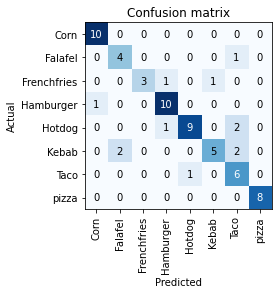 Confusion matrix
Actual
Corn 10 0 0 0 0 0 0 0
Falafel 0 4 0 0 0 0 1 0
Frenchfries 0 0 3 1 0 1 0 0
Hamburger 1 0 0 10 0 0 0 0
Hotdog 0 0 0 1 9 0 2 0
Kebab 0 2 0 0 0 5 2 0
Taco 0 0 0 0 1 0 6 0
pizza 0 0 0 0 0 0 0 8
Corn Falafel Frenchfries Hamburger Hotdog Kebab Taco pizza
Predicted